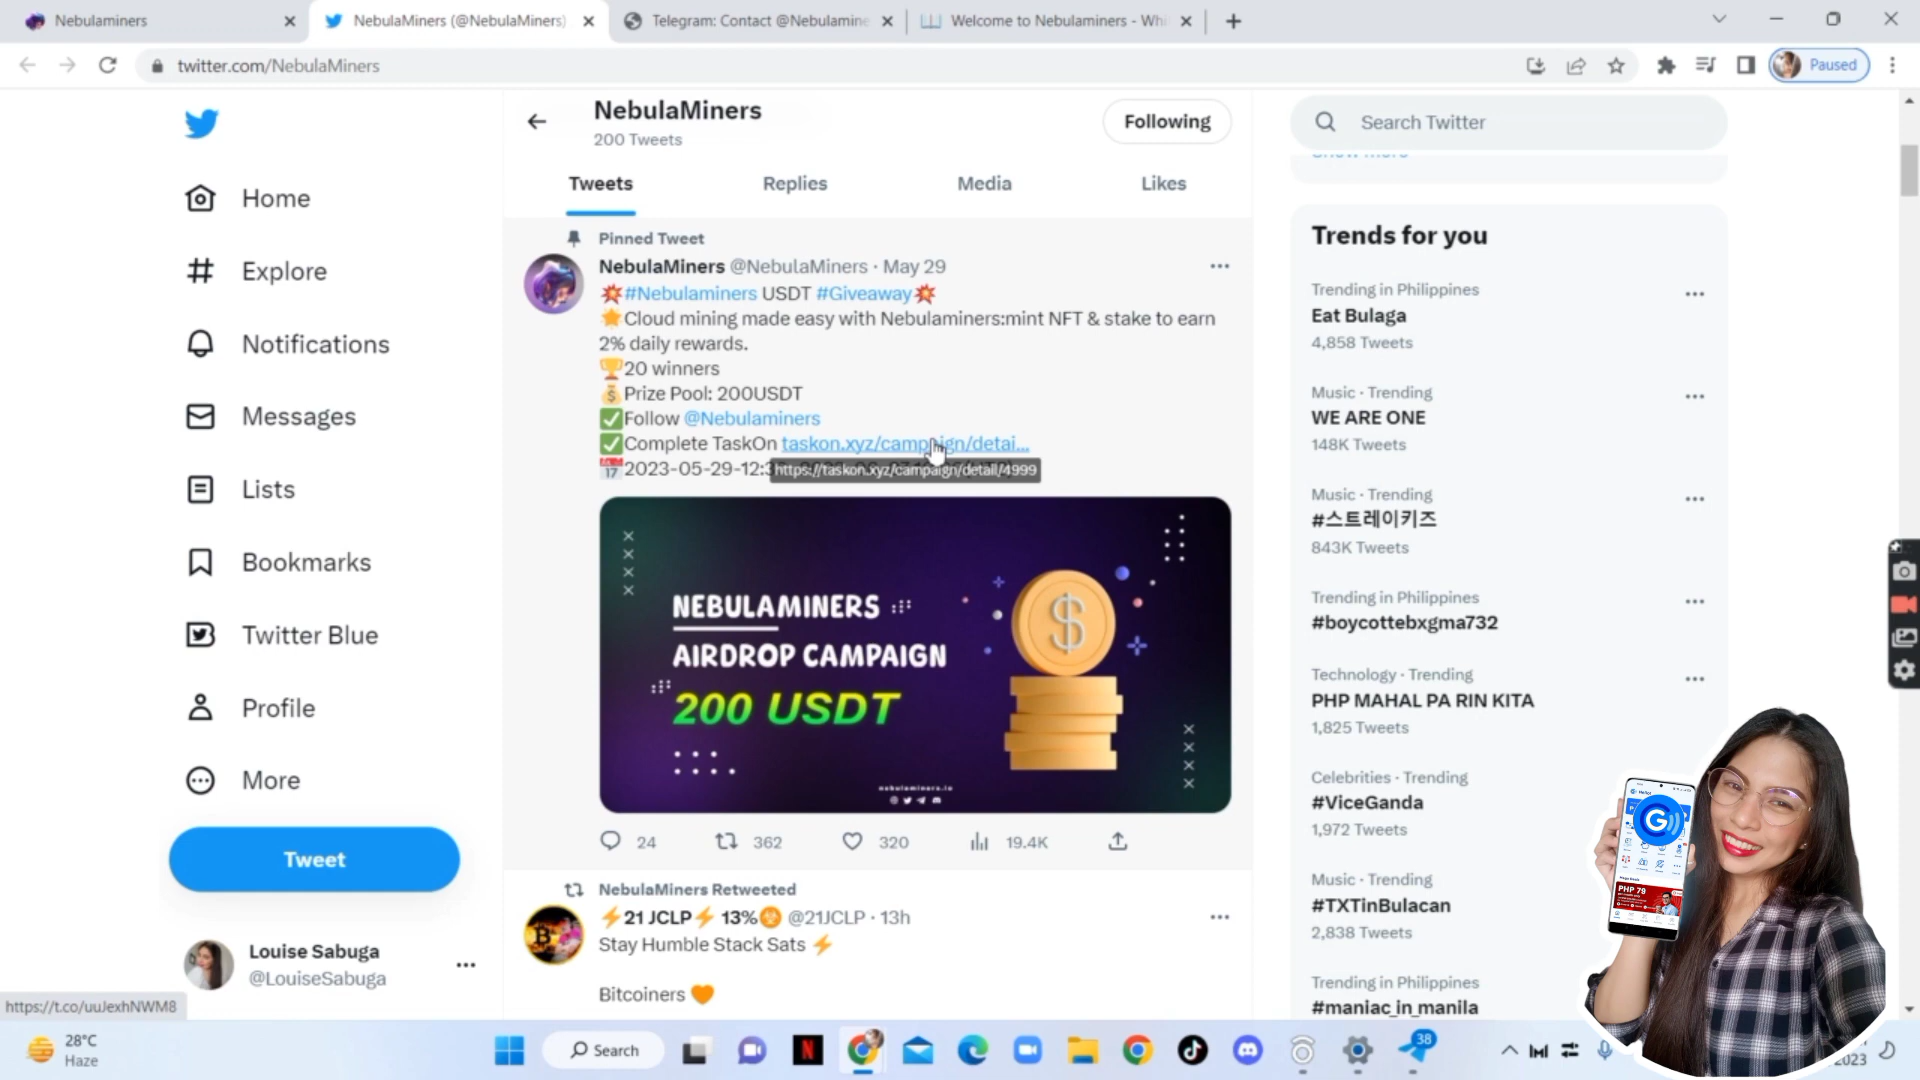 Nebulaminers
NebulaMiners (@NebulaMiners)
Telegram: Contact @Nebulamine
Welcome to Nebulaminers - Whi
twitter.com/NebulaMiners
Paused
NebulaMiners
200 Tweets
Following
Search Twitter
Show more
Tweets
Replies
Media
Likes
Home
Explore
Notifications
Messages
Lists
Bookmarks
Twitter Blue
Profile
More
Tweet
Louise Sabuga
@LouiseSabuga
https://t.co/uuJexhNWM8
Pinned Tweet
NebulaMiners @NebulaMiners · May 29
💥#Nebulaminers USDT #Giveaway💥
🌟Cloud mining made easy with Nebulaminers:mint NFT & stake to earn
2% daily rewards.
🏆20 winners
💰Prize Pool: 200USDT
✅Follow @Nebulaminers
✅Complete TaskOn taskon.xyz/campaign/detai...
📅2023-05-29-12:3
https://taskon.xyz/campaign/detail/4999
NEBULAMINERS
AIRDROP CAMPAIGN
200 USDT
nebulaminers.io
24
362
320
19.4K
NebulaMiners Retweeted
⚡21 JCLP⚡ 13%☣ @21JCLP · 13h
Stay Humble Stack Sats ⚡
Bitcoiners 🧡
Trends for you
Trending in Philippines
Eat Bulaga
4,858 Tweets
Music · Trending
WE ARE ONE
148K Tweets
Music · Trending
#스트레이키즈
843K Tweets
Trending in Philippines
#boycottebxgma732
Technology · Trending
PHP MAHAL PA RIN KITA
1,825 Tweets
Celebrities · Trending
#ViceGanda
1,972 Tweets
Music · Trending
#TXTinBulacan
2,838 Tweets
Trending in Philippines
#maniac_in_manila
G
PHP 79
28°C
Haze
Search
38
2023